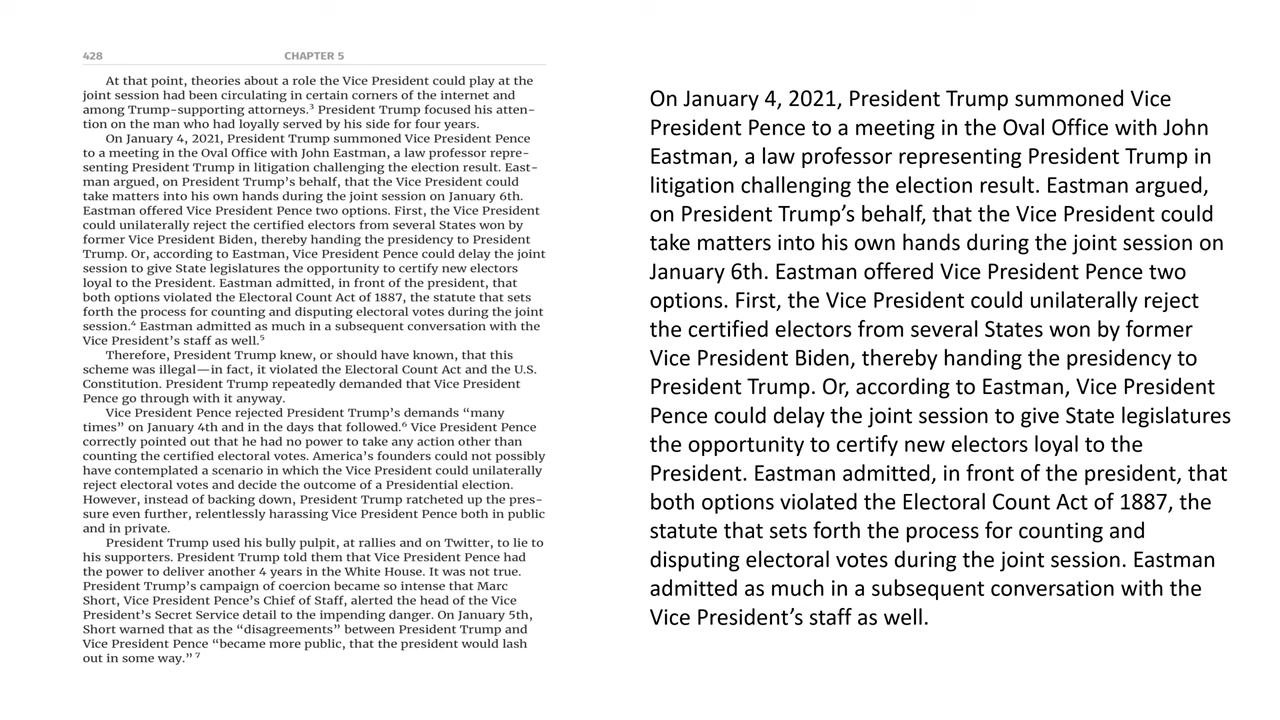 428
CHAPTER 5
At that point, theories about a role the Vice President could play at the
joint session had been circulating in certain corners of the internet and
among Trump-supporting attorneys.³ President Trump focused his atten-
tion on the man who had loyally served by his side for four years.
On January 4, 2021, President Trump summoned Vice President Pence
to a meeting in the Oval Office with John Eastman, a law professor repre-
senting President Trump in litigation challenging the election result. East-
man argued, on President Trump’s behalf, that the Vice President could
take matters into his own hands during the joint session on January 6th.
Eastman offered Vice President Pence two options. First, the Vice President
could unilaterally reject the certified electors from several States won by
former Vice President Biden, thereby handing the presidency to President
Trump. Or, according to Eastman, Vice President Pence could delay the joint
session to give State legislatures the opportunity to certify new electors
loyal to the President. Eastman admitted, in front of the president, that
both options violated the Electoral Count Act of 1887, the statute that sets
forth the process for counting and disputing electoral votes during the joint
session.⁴ Eastman admitted as much in a subsequent conversation with the
Vice President’s staff as well.⁵
Therefore, President Trump knew, or should have known, that this
scheme was illegal—in fact, it violated the Electoral Count Act and the U.S.
Constitution. President Trump repeatedly demanded that Vice President
Pence go through with it anyway.
Vice President Pence rejected President Trump’s demands “many
times” on January 4th and in the days that followed.⁶ Vice President Pence
correctly pointed out that he had no power to take any action other than
counting the certified electoral votes. America’s founders could not possibly
have contemplated a scenario in which the Vice President could unilaterally
reject electoral votes and decide the outcome of a Presidential election.
However, instead of backing down, President Trump ratcheted up the pres-
sure even further, relentlessly harassing Vice President Pence both in public
and in private.
President Trump used his bully pulpit, at rallies and on Twitter, to lie to
his supporters. President Trump told them that Vice President Pence had
the power to deliver another 4 years in the White House. It was not true.
President Trump’s campaign of coercion became so intense that Marc
Short, Vice President Pence’s Chief of Staff, alerted the head of the Vice
President’s Secret Service detail to the impending danger. On January 5th,
Short warned that as the “disagreements” between President Trump and
Vice President Pence “became more public, that the president would lash
out in some way.” ⁷
On January 4, 2021, President Trump summoned Vice
President Pence to a meeting in the Oval Office with John
Eastman, a law professor representing President Trump in
litigation challenging the election result. Eastman argued,
on President Trump’s behalf, that the Vice President could
take matters into his own hands during the joint session on
January 6th. Eastman offered Vice President Pence two
options. First, the Vice President could unilaterally reject
the certified electors from several States won by former
Vice President Biden, thereby handing the presidency to
President Trump. Or, according to Eastman, Vice President
Pence could delay the joint session to give State legislatures
the opportunity to certify new electors loyal to the
President. Eastman admitted, in front of the president, that
both options violated the Electoral Count Act of 1887, the
statute that sets forth the process for counting and
disputing electoral votes during the joint session. Eastman
admitted as much in a subsequent conversation with the
Vice President’s staff as well.